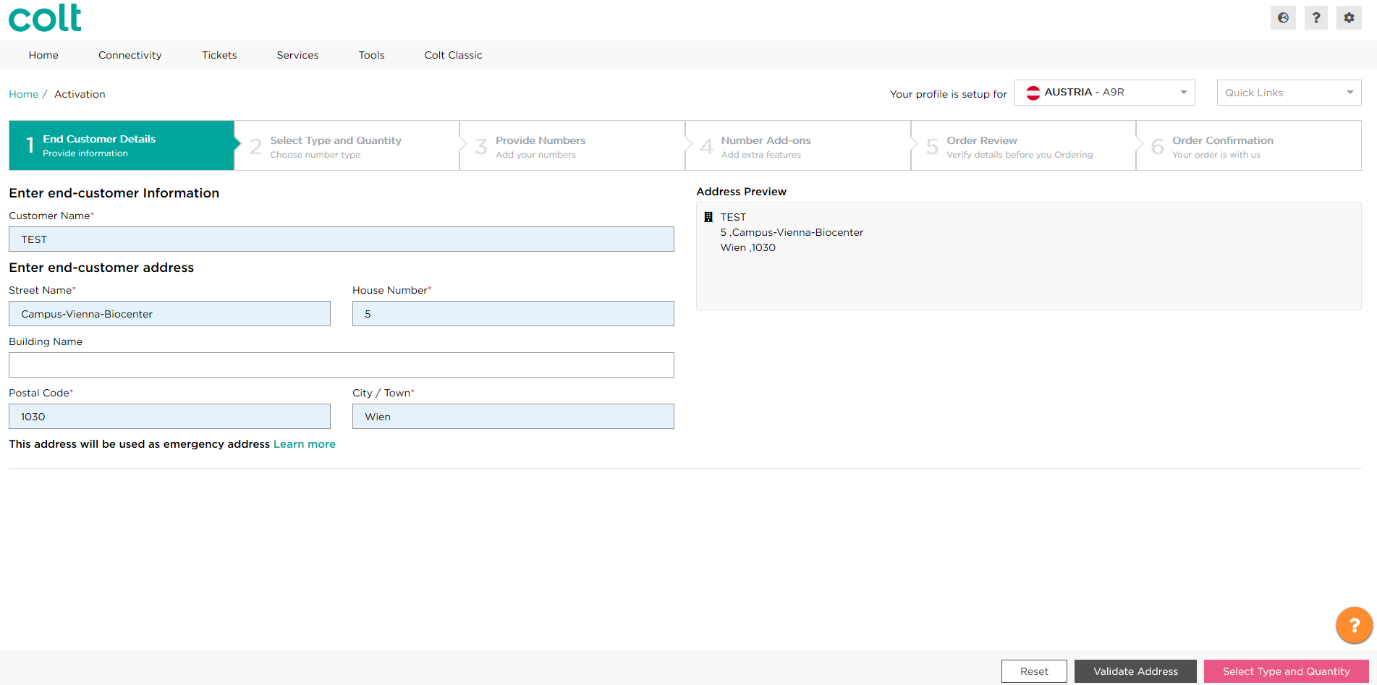 colt
?
Home Connectivity Tickets Services Tools Colt Classic
Home / Activation
Your profile is setup for AUSTRIA - A9R Quick Links
1 End Customer Details
Provide information
2 Select Type and Quantity
Choose number type
3 Provide Numbers
Add your numbers
4 Number Add-ons
Add extra features
5 Order Review
Verify details before you Ordering
6 Order Confirmation
Your order is with us
Enter end-customer Information
Customer Name*
TEST
Enter end-customer address
Street Name* House Number*
Campus-Vienna-Biocenter 5
Building Name
Postal Code* City / Town*
1030 Wien
This address will be used as emergency address Learn more
Address Preview
TEST
5 ,Campus-Vienna-Biocenter
Wien ,1030
?
Reset Validate Address Select Type and Quantity